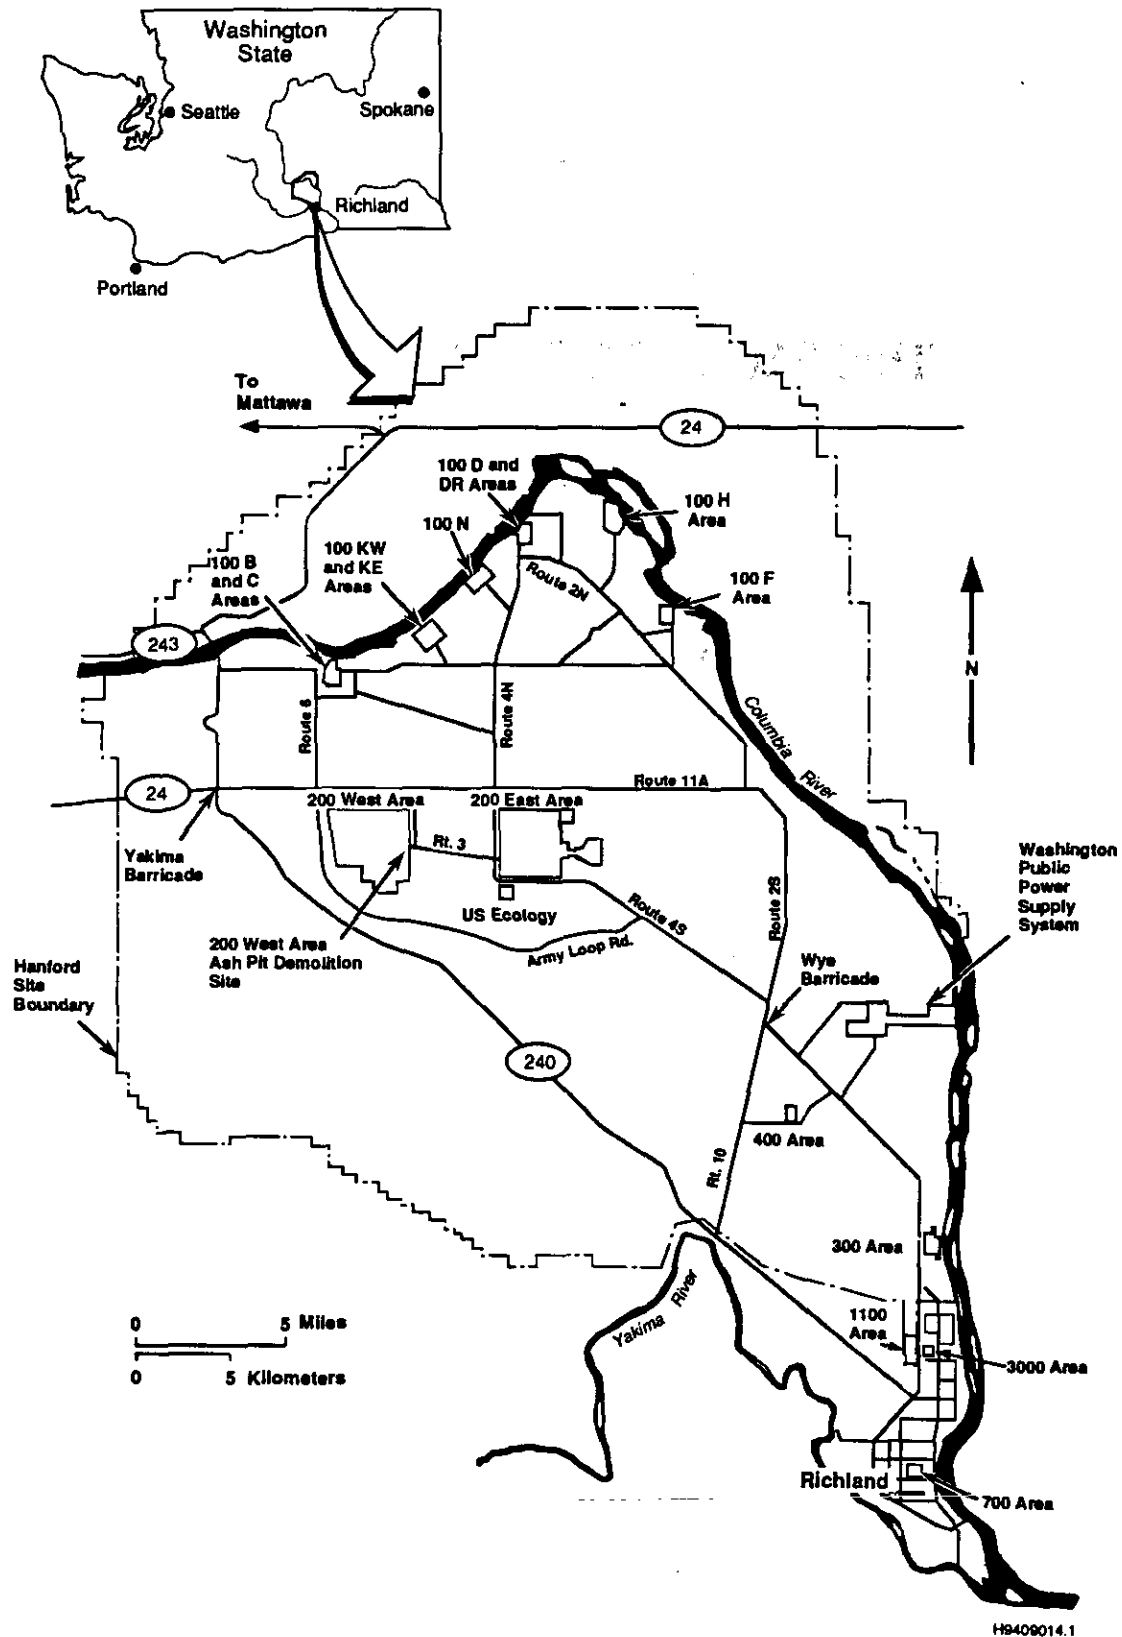 Washington
State
Seattle
Spokane
Richland
Portland
To
Mattawa
24
100 D and
DR Areas
100 H
Area
100 N
100 KW
and KE
Areas
100 B
and C
Areas
Route 2N
100 F
Area
243
N
Route 6
Route 4N
Columbia
River
Route 11A
24
200 West Area
200 East Area
Rt. 3
Yakima
Barricade
Washington
Public
Power
Supply
System
US Ecology
Route 4S
Route 2S
Army Loop Rd.
200 West Area
Ash Pit Demolition
Site
Wye
Barricade
Hanford
Site
Boundary
240
400 Area
Rt. 10
300 Area
Yakima
River
1100
Area
0 5 Miles
0 5 Kilometers
3000 Area
Richland
700 Area
H9409014.1